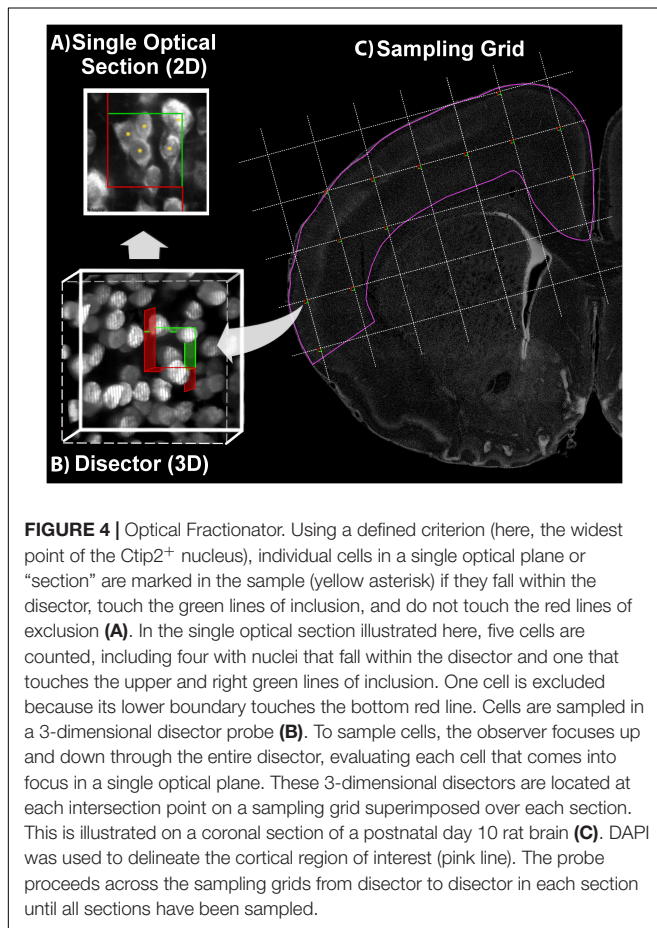 A) Single Optical
Section (2D)
C) Sampling Grid
B) Disector (3D)
FIGURE 4 | Optical Fractionator. Using a defined criterion (here, the widest
point of the Ctip2+ nucleus), individual cells in a single optical plane or
“section” are marked in the sample (yellow asterisk) if they fall within the
disector, touch the green lines of inclusion, and do not touch the red lines of
exclusion (A). In the single optical section illustrated here, five cells are
counted, including four with nuclei that fall within the disector and one that
touches the upper and right green lines of inclusion. One cell is excluded
because its lower boundary touches the bottom red line. Cells are sampled in
a 3-dimensional disector probe (B). To sample cells, the observer focuses up
and down through the entire disector, evaluating each cell that comes into
focus in a single optical plane. These 3-dimensional disectors are located at
each intersection point on a sampling grid superimposed over each section.
This is illustrated on a coronal section of a postnatal day 10 rat brain (C). DAPI
was used to delineate the cortical region of interest (pink line). The probe
proceeds across the sampling grids from disector to disector in each section
until all sections have been sampled.